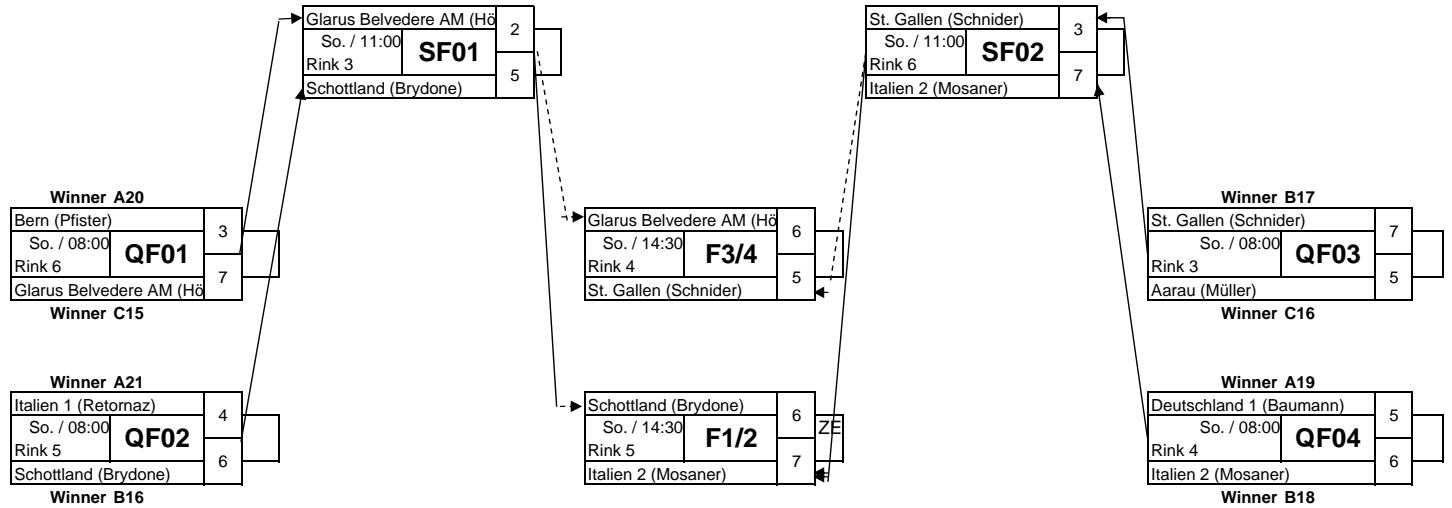 Glarus Belvedere AM (Hö
2
So. / 11:00
SF01
Rink 3
5
Schottland (Brydone)
St. Gallen (Schnider)
3
So. / 11:00
SF02
Rink 6
7
Italien 2 (Mosaner)
Winner A20
Bern (Pfister)
3
So. / 08:00
QF01
Rink 6
7
Glarus Belvedere AM (Hö
Winner C15
Glarus Belvedere AM (Hö
6
So. / 14:30
F3/4
Rink 4
5
St. Gallen (Schnider)
Winner B17
St. Gallen (Schnider)
7
So. / 08:00
QF03
Rink 3
5
Aarau (Müller)
Winner C16
Winner A21
Italien 1 (Retornaz)
4
So. / 08:00
QF02
Rink 5
6
Schottland (Brydone)
Winner B16
Schottland (Brydone)
6
So. / 14:30
F1/2
ZE
Rink 5
7
Italien 2 (Mosaner)
Winner A19
Deutschland 1 (Baumann)
5
So. / 08:00
QF04
Rink 4
6
Italien 2 (Mosaner)
Winner B18